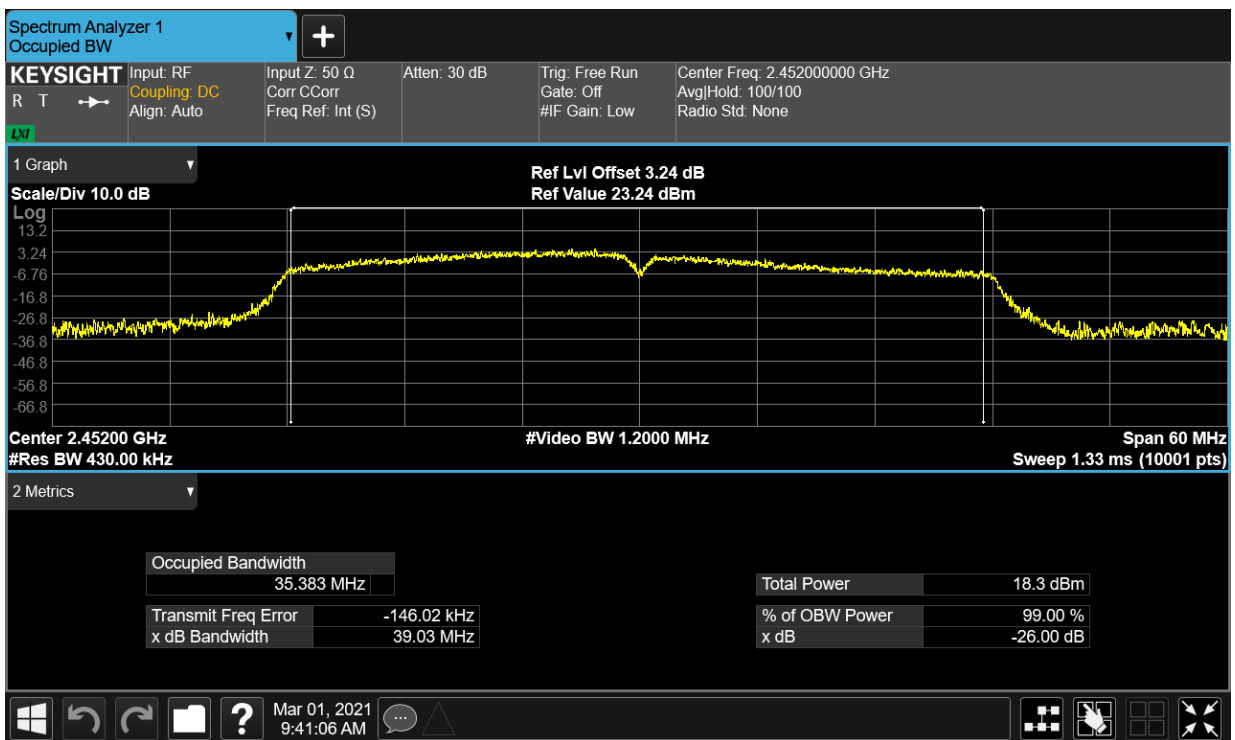 Spectrum Analyzer 1
Occupied BW
KEYSIGHT
R T
LXI
Input: RF
Coupling: DC
Align: Auto
Input Z: 50 Ω
Corr CCorr
Freq Ref: Int (S)
Atten: 30 dB
Trig: Free Run
Gate: Off
#IF Gain: Low
Center Freq: 2.452000000 GHz
Avg|Hold: 100/100
Radio Std: None
1 Graph
Ref Lvl Offset 3.24 dB
Scale/Div 10.0 dB
Ref Value 23.24 dBm
Log
13.2
3.24
-6.76
-16.8
-26.8
-36.8
-46.8
-56.8
-66.8
Center 2.45200 GHz
#Video BW 1.2000 MHz
Span 60 MHz
#Res BW 430.00 kHz
Sweep 1.33 ms (10001 pts)
2 Metrics
Occupied Bandwidth
35.383 MHz
Total Power 18.3 dBm
Transmit Freq Error -146.02 kHz
% of OBW Power 99.00 %
x dB Bandwidth 39.03 MHz
x dB -26.00 dB
?
Mar 01, 2021
9:41:06 AM